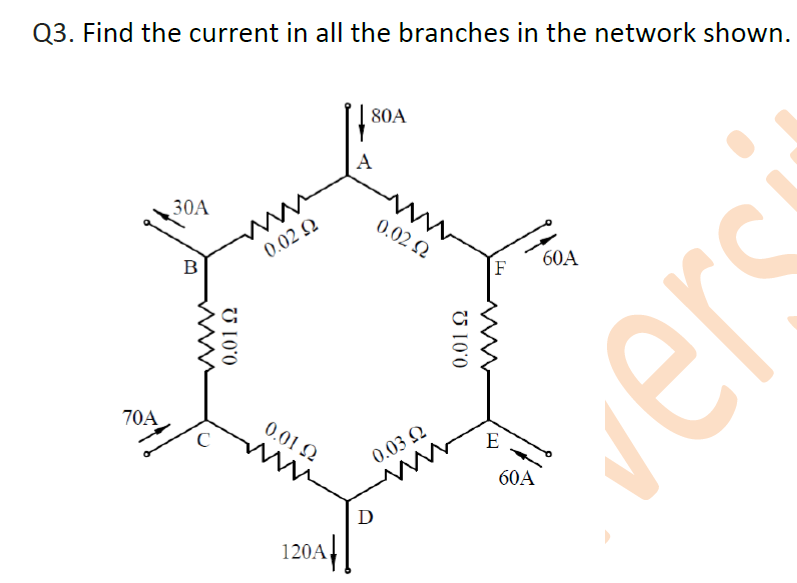 Q3. Find the current in all the branches in the network shown.
80A
A
30A
0.02 Ω
0.02 Ω
B
F
60A
0.01 Ω
0.01 Ω
70A
C
0.01 Ω
0.03 Ω
E
60A
D
120A
versi